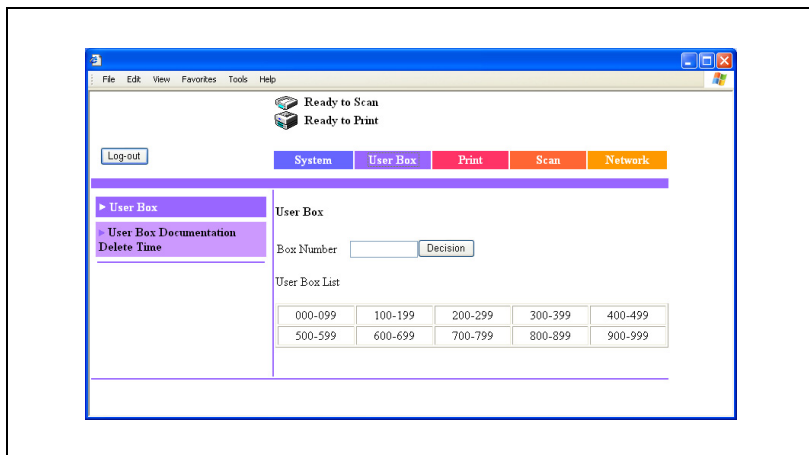 File Edit View Favorites Tools Help
Ready to Scan
Ready to Print
Log-out
System User Box Print Scan Network
User Box
User Box Documentation
Delete Time
User Box
Box Number Decision
User Box List
000-099 100-199 200-299 300-399 400-499
500-599 600-699 700-799 800-899 900-999